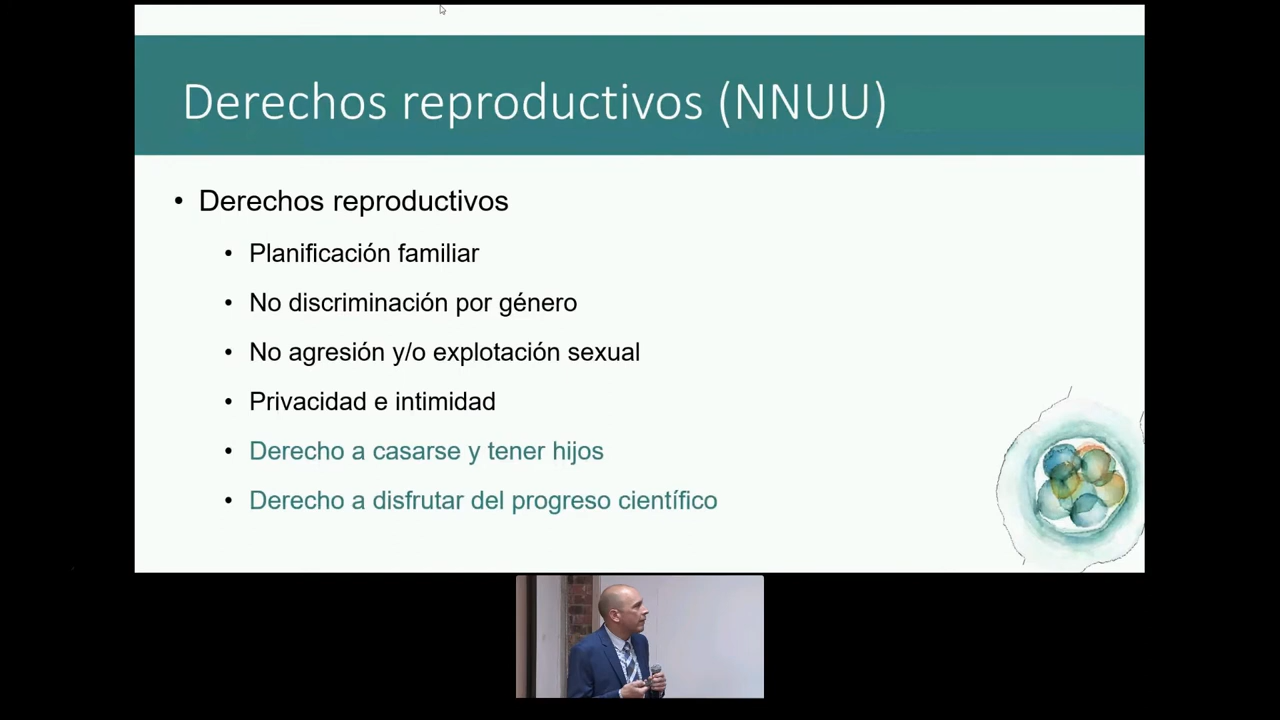 Derechos reproductivos (NNUU)
• Derechos reproductivos
• Planificación familiar
• No discriminación por género
• No agresión y/o explotación sexual
• Privacidad e intimidad
• Derecho a casarse y tener hijos
• Derecho a disfrutar del progreso científico